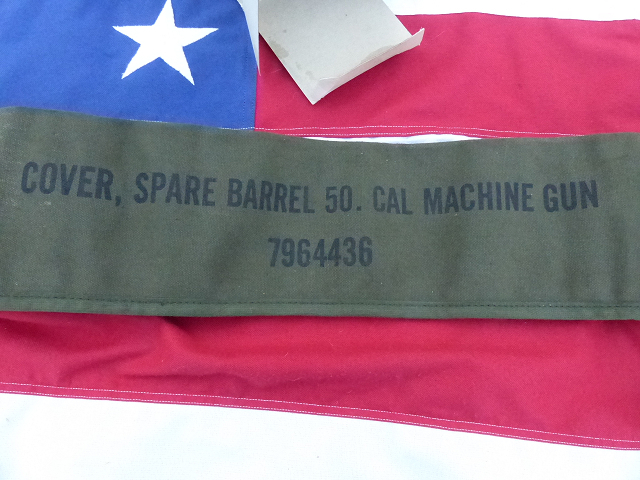 COVER, SPARE BARREL 50. CAL MACHINE GUN
7964436